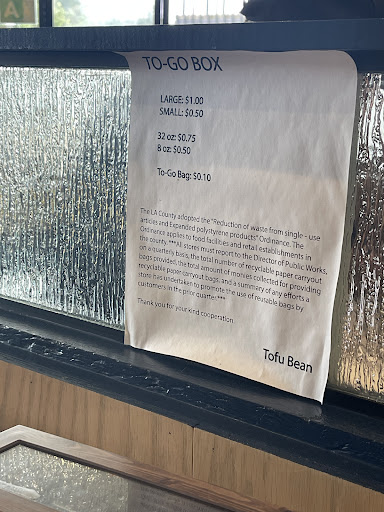 TO-GO BOX
LARGE: $1.00
SMALL: $0.50
32 oz: $0.75
8 oz: $0.50
To-Go Bag: $0.10
The LA County adopted the "Reduction of waste from single - use
articles and Expanded polystyrene products" Ordinance. The
Ordinance applies to food facilities and retail establishments in
the county. ***All stores must report to the Director of Public Works,
on a quarterly basis, the total number of recyclable paper carryout
bags provided, the total amount of monies collected for providing
recyclable paper carryout bags, and a summary of any efforts a
store has undertaken to promote the use of reusable bags by
customers in the prior quarter.***
Thank you for your kind cooperation.
Tofu Bean